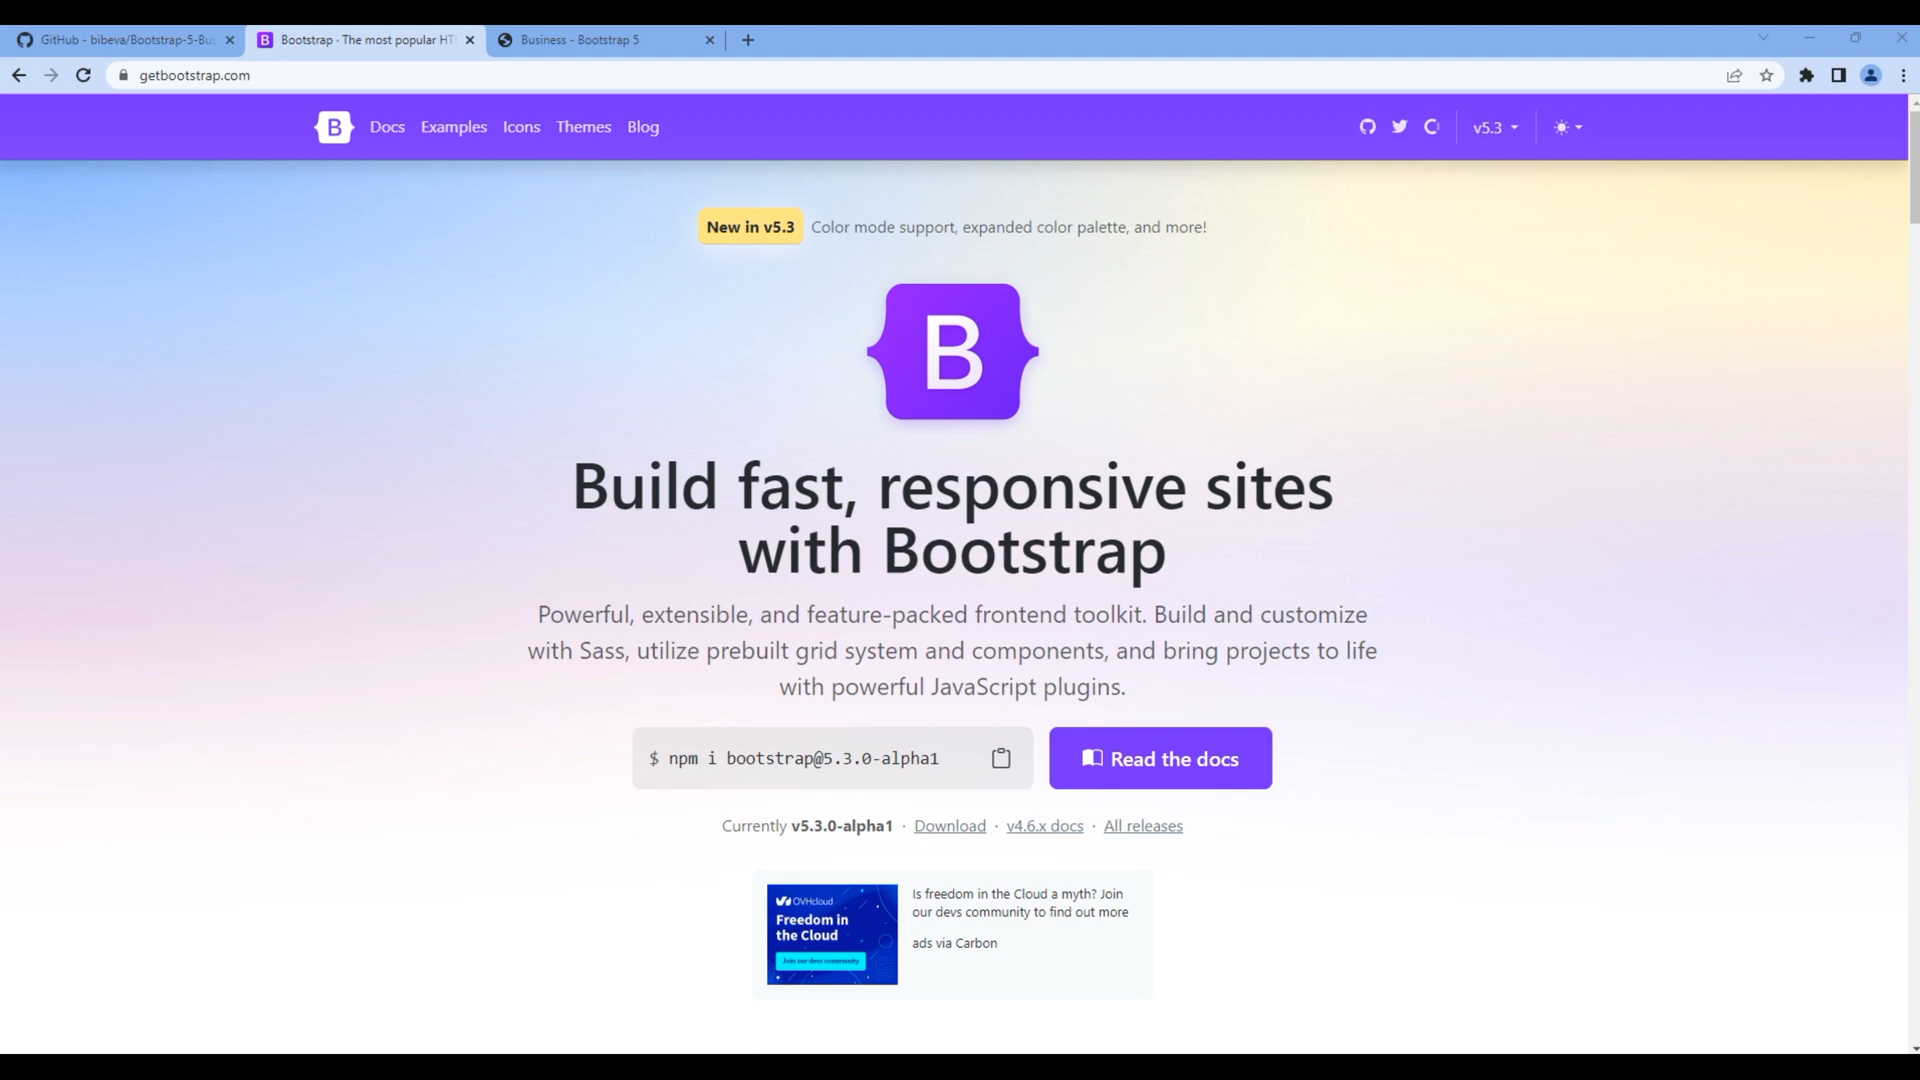 GitHub - bibeva/Bootstrap-5-Bus
Bootstrap · The most popular HT
Business - Bootstrap 5
getbootstrap.com
B
Docs
Examples
Icons
Themes
Blog
v5.3
New in v5.3
Color mode support, expanded color palette, and more!
B
Build fast, responsive sites
with Bootstrap
Powerful, extensible, and feature-packed frontend toolkit. Build and customize
with Sass, utilize prebuilt grid system and components, and bring projects to life
with powerful JavaScript plugins.
$ npm i bootstrap@5.3.0-alpha1
Read the docs
Currently v5.3.0-alpha1 · Download · v4.6.x docs · All releases
OVHcloud
Freedom in
the Cloud
Join our devs community
Is freedom in the Cloud a myth? Join
our devs community to find out more
ads via Carbon